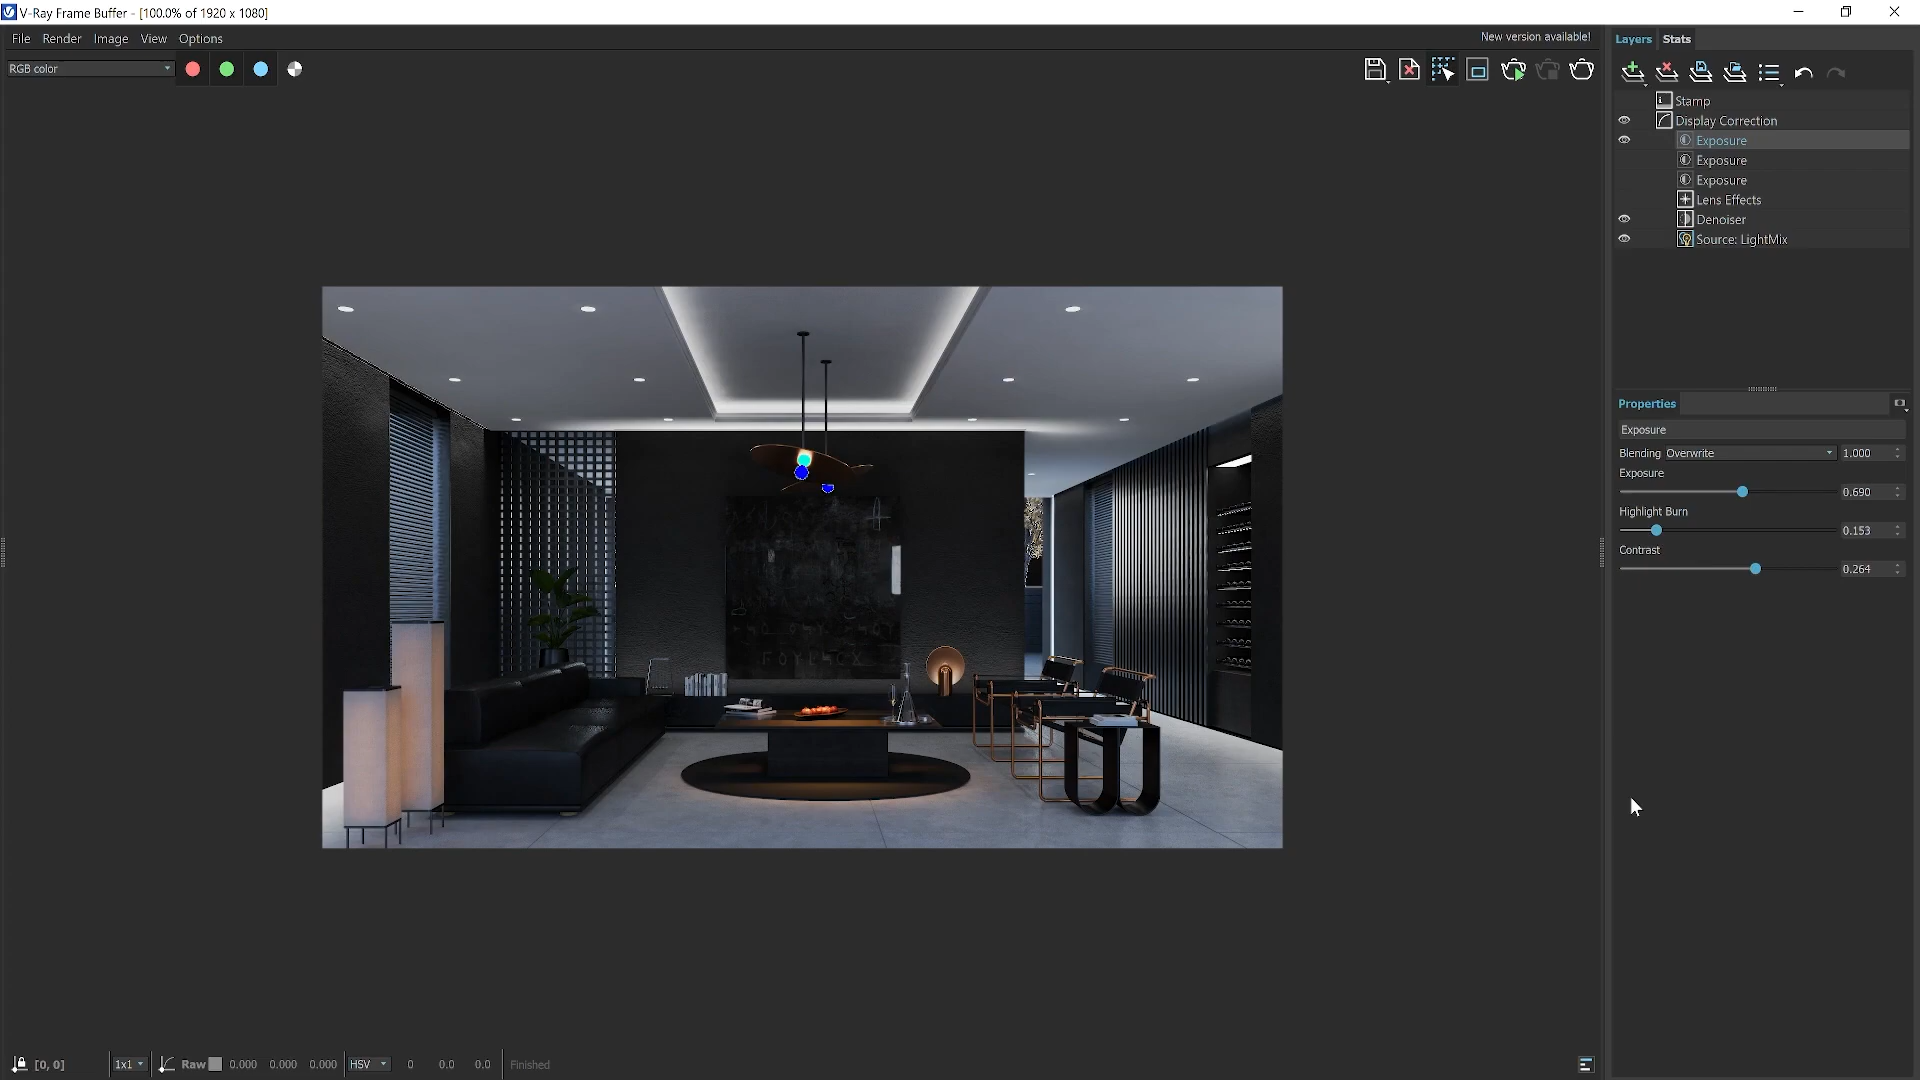 V-Ray Frame Buffer - [100.0% of 1920 x 1080]
File Render Image View Options
New version available!
Layers Stats
RGB color
Stamp
Display Correction
Exposure
Exposure
Exposure
Lens Effects
Denoiser
Source: LightMix
Properties
Exposure
Blending Overwrite 1.000
Exposure
0.690
Highlight Burn
0.153
Contrast
0.264
[0, 0] 1x1 Raw 0.000 0.000 0.000 HSV 0 0.0 0.0 Finished